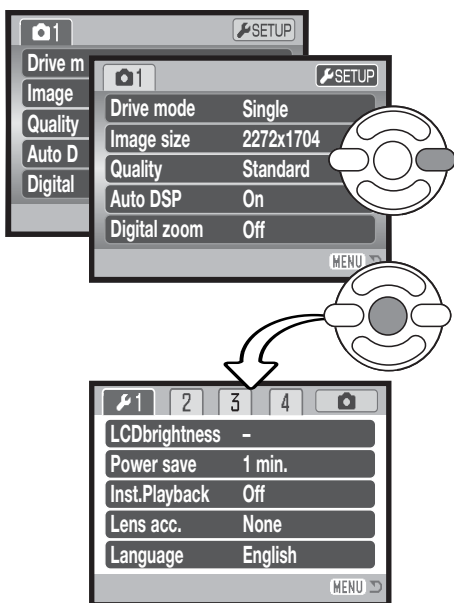 1 SETUP
Drive m
Image
Quality
Auto D
Digital
1 SETUP
Drive mode Single
Image size 2272x1704
Quality Standard
Auto DSP On
Digital zoom Off
MENU
1 2 3 4
LCDbrightness –
Power save 1 min.
Inst.Playback Off
Lens acc. None
Language English
MENU